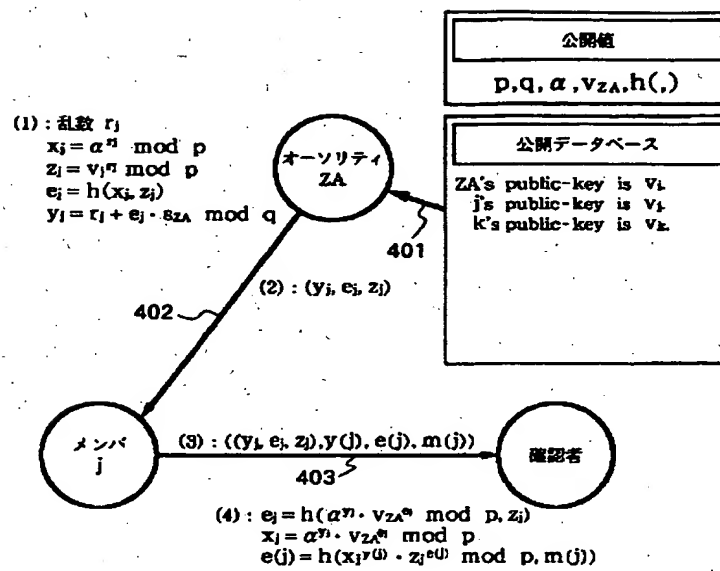 公開値
p, q, α, v_ZA, h(,)
公開データベース
ZA's public-key is v_i.
j's public-key is v_j.
k's public-key is v_k.
(1) : 乱数 r_j
x_j = α^{r_j} mod p
z_j = v_j^{r_j} mod p
e_j = h(x_j, z_j)
y_j = r_j + e_j · s_ZA mod q
オーソリティ
ZA
401
(2) : (y_j, e_j, z_j)
402
メンバ
j
(3) : ((y_j, e_j, z_j), y(j), e(j), m(j))
403
確認者
(4) : e_j = h(α^{y_j} · v_ZA^{e_j} mod p, z_j)
x_j = α^{y_j} · v_ZA^{e_j} mod p
e(j) = h(x_j^{y(j)} · z_j^{e(j)} mod p, m(j))